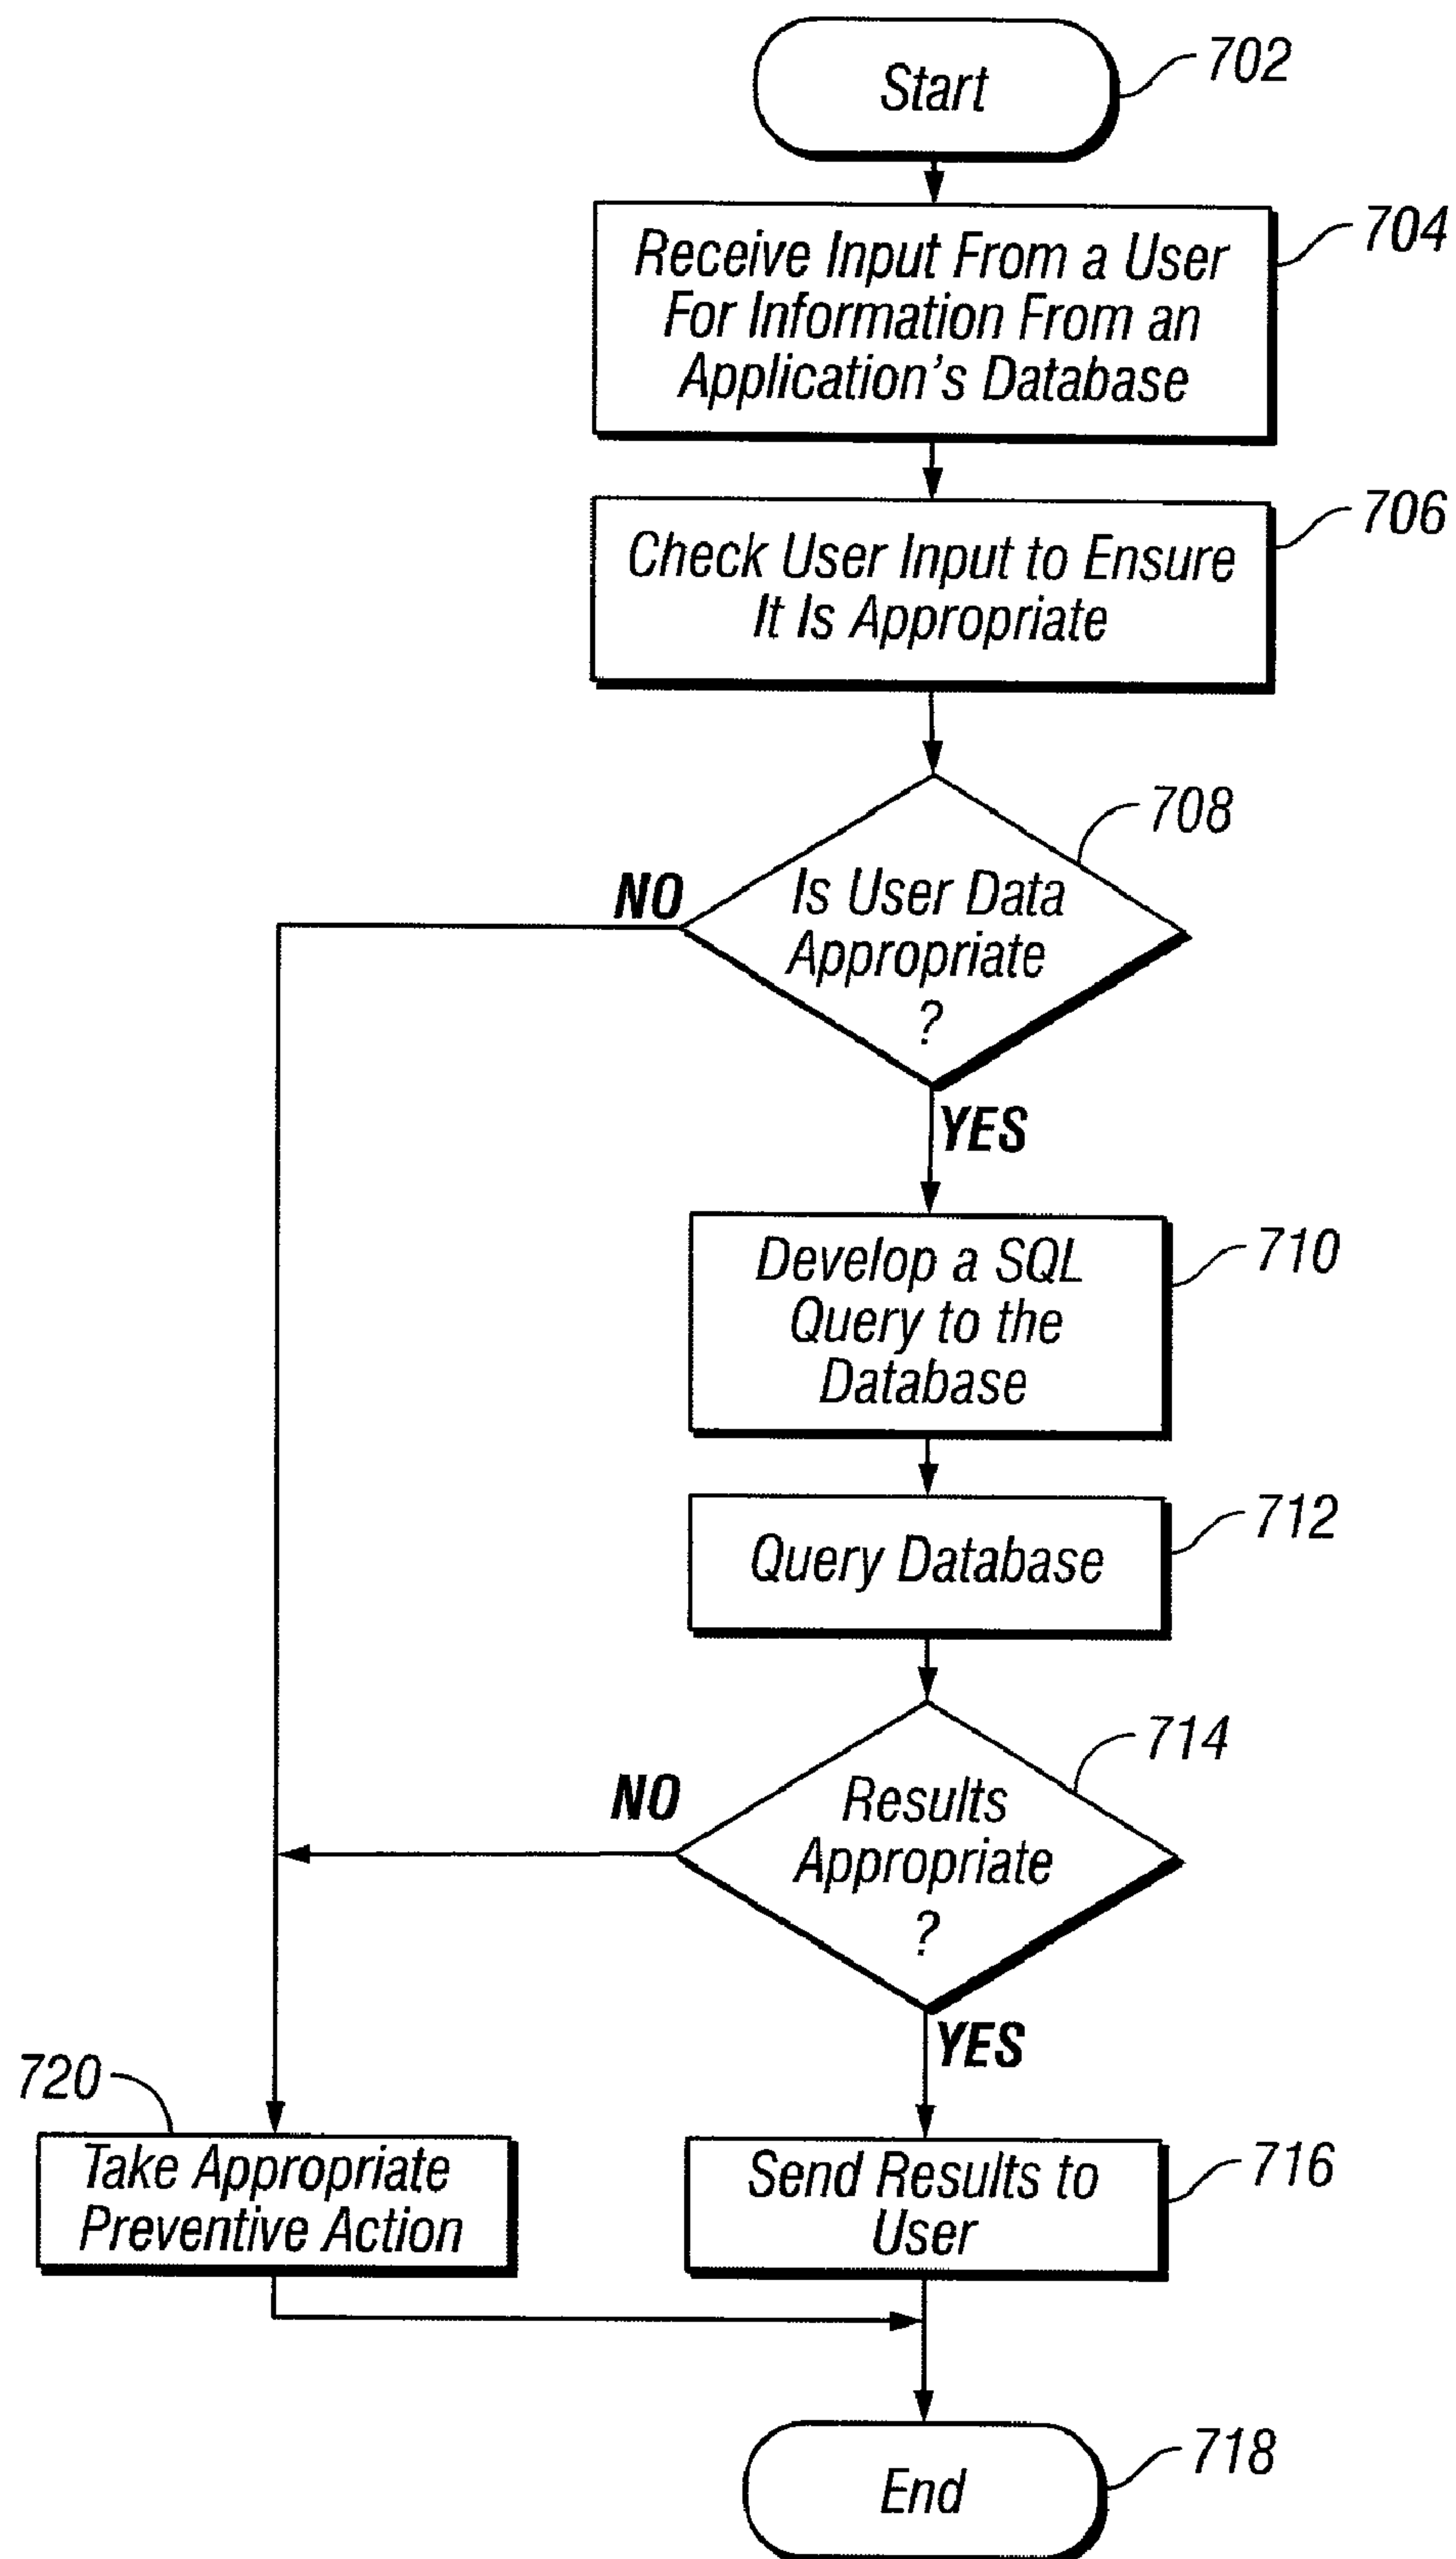 Start
702
Receive Input From a User
For Information From an
Application's Database
704
Check User Input to Ensure
It Is Appropriate
706
708
NO
Is User Data
Appropriate
?
YES
Develop a SQL
Query to the
Database
710
Query Database
712
714
NO
Results
Appropriate
?
YES
720
Take Appropriate
Preventive Action
Send Results to
User
716
End
718